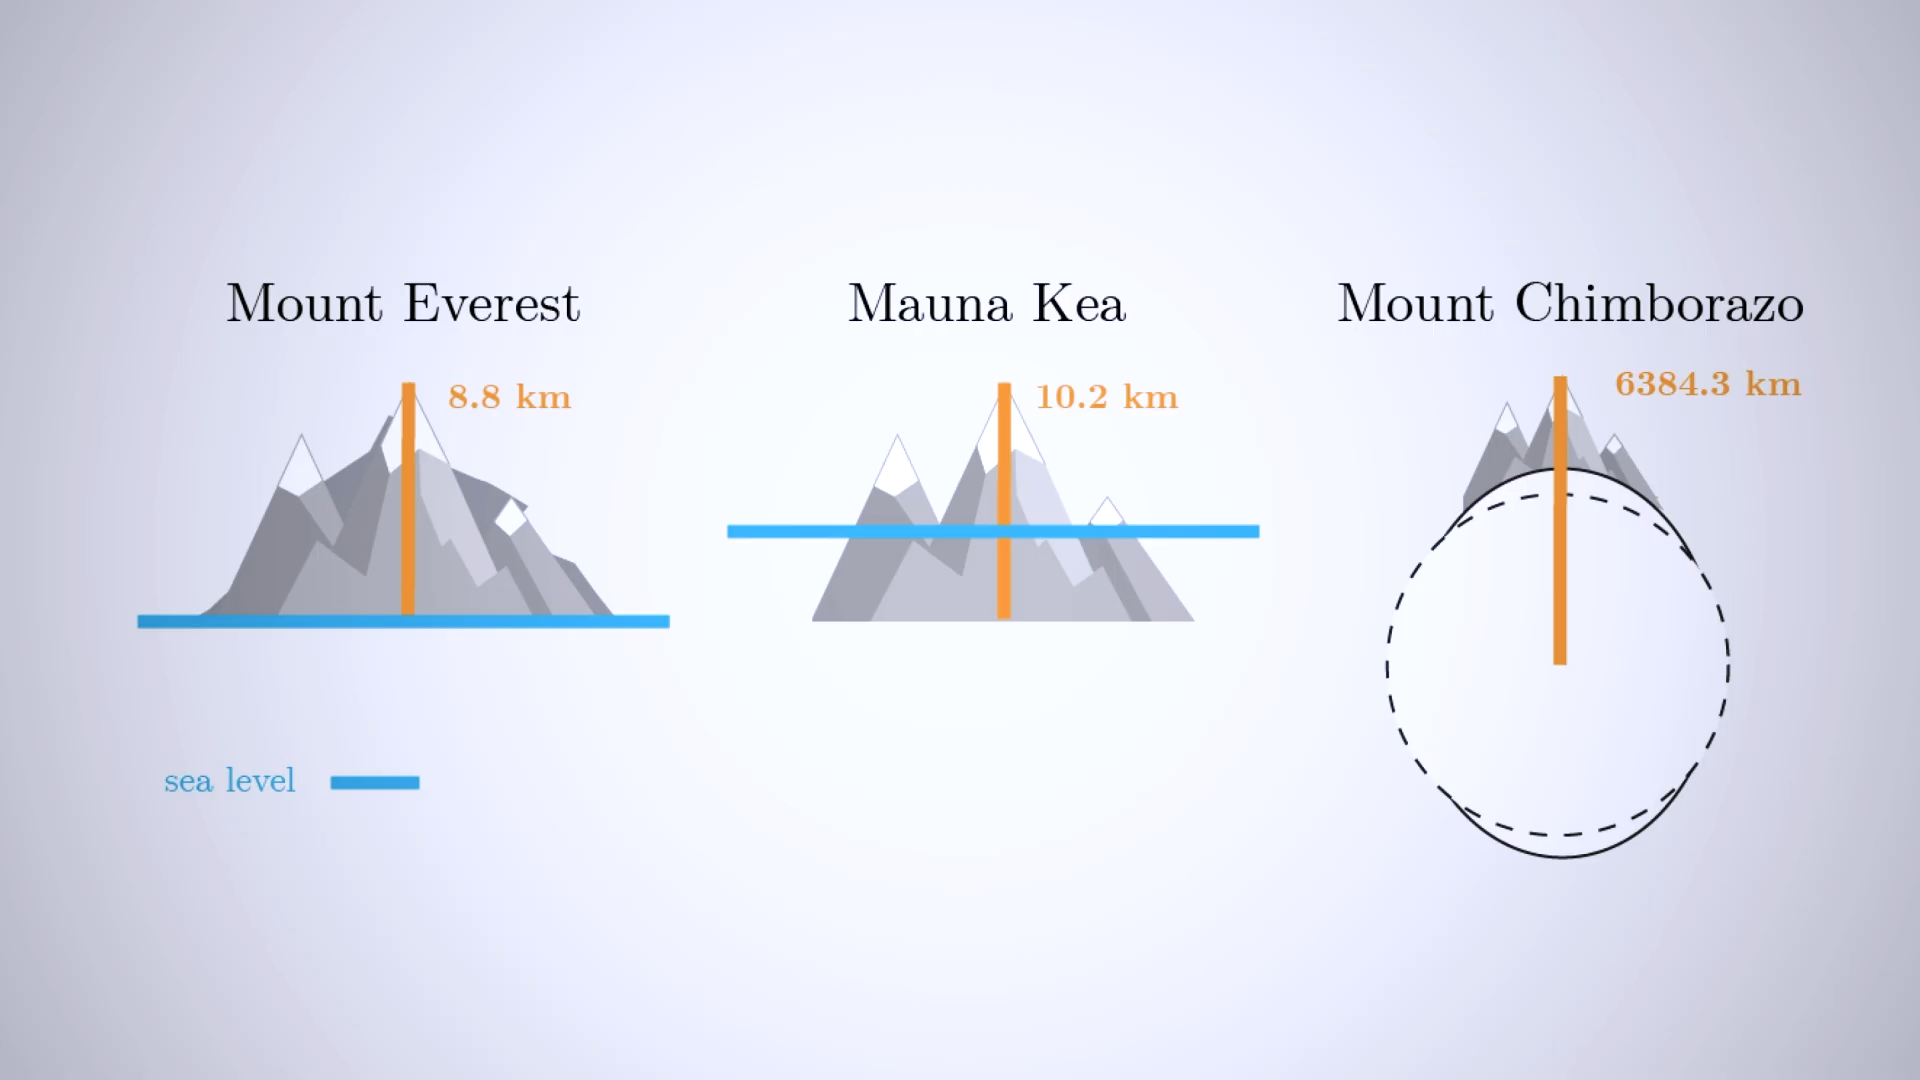 Mount Everest
Mauna Kea
Mount Chimborazo
8.8 km
10.2 km
6384.3 km
sea level